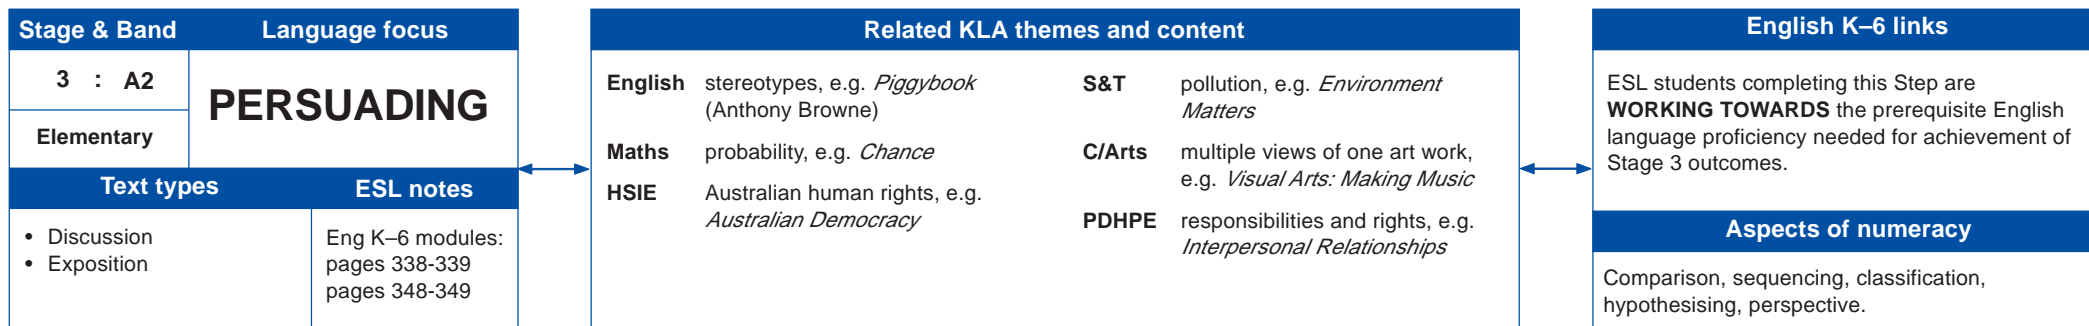 Stage & Band
Language focus
3 : A2
Elementary
PERSUADING
Text types
ESL notes
• Discussion
• Exposition
Eng K–6 modules:
pages 338-339
pages 348-349
Related KLA themes and content
English stereotypes, e.g. Piggybook
(Anthony Browne)
Maths probability, e.g. Chance
HSIE Australian human rights, e.g.
Australian Democracy
S&T pollution, e.g. Environment
Matters
C/Arts multiple views of one art work,
e.g. Visual Arts: Making Music
PDHPE responsibilities and rights, e.g.
Interpersonal Relationships
English K–6 links
ESL students completing this Step are
WORKING TOWARDS the prerequisite English
language proficiency needed for achievement of
Stage 3 outcomes.
Aspects of numeracy
Comparison, sequencing, classification,
hypothesising, perspective.